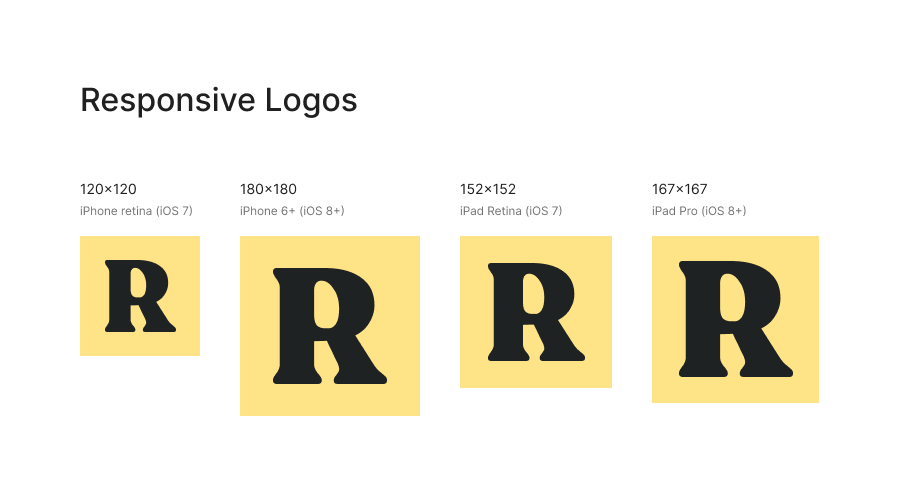 Responsive Logos
120×120
iPhone retina (iOS 7)
R
180×180
iPhone 6+ (iOS 8+)
R
152×152
iPad Retina (iOS 7)
R
167×167
iPad Pro (iOS 8+)
R